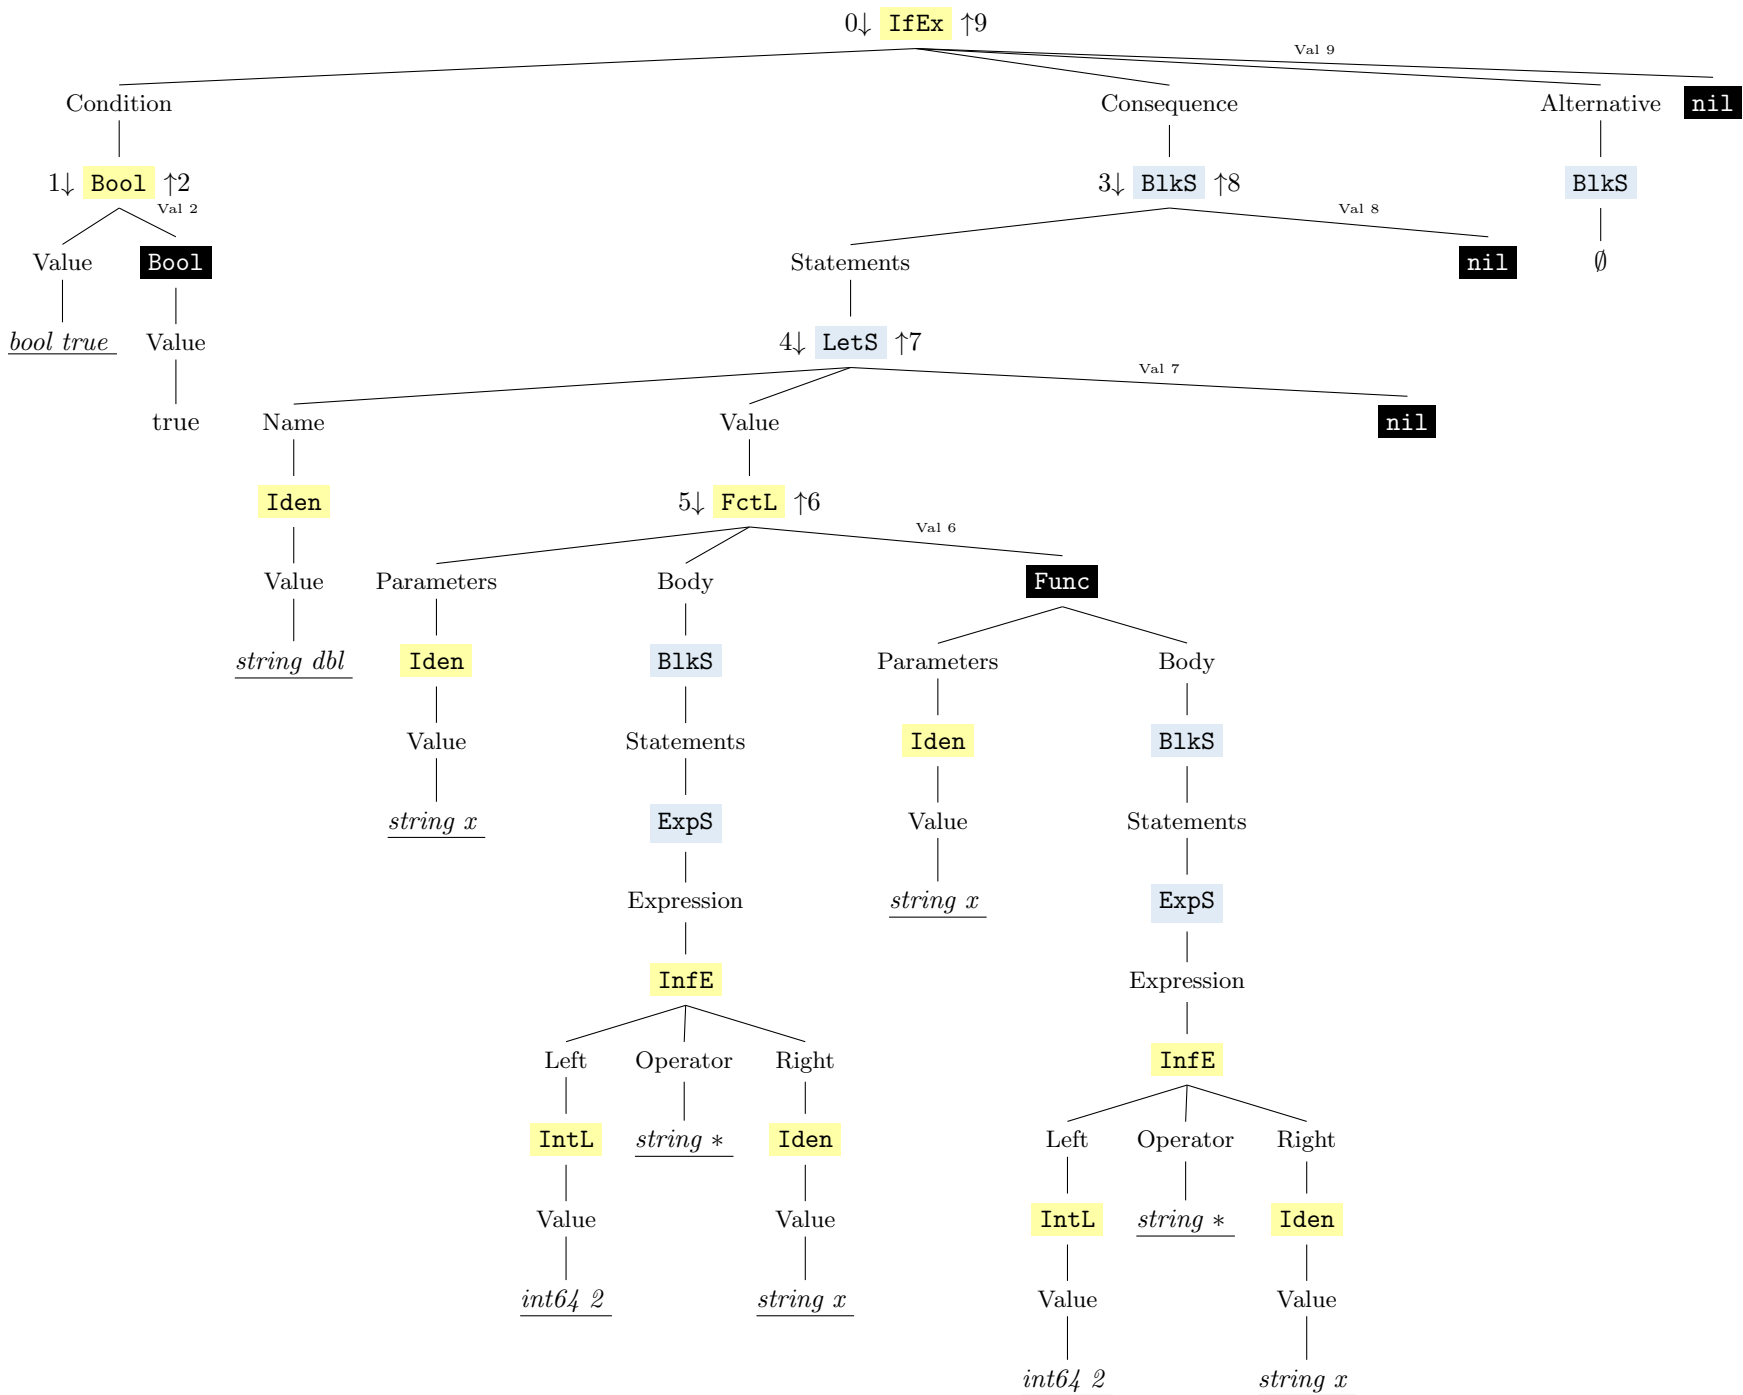 0↓ IfEx ↑9
Val 9
Condition Consequence Alternative nil
1↓ Bool ↑2 3↓ BlkS ↑8 BlkS
Val 2 Val 8
Value Bool Statements nil ∅
bool true Value 4↓ LetS ↑7
Val 7
true Name Value nil
Iden 5↓ FctL ↑6
Val 6
Value Parameters Body Func
string dbl Iden BlkS Parameters Body
Value Statements Iden BlkS
string x ExpS Value Statements
Expression string x ExpS
InfE Expression
Left Operator Right InfE
IntL string * Iden Left Operator Right
Value Value IntL string * Iden
int64 2 string x Value Value
int64 2 string x